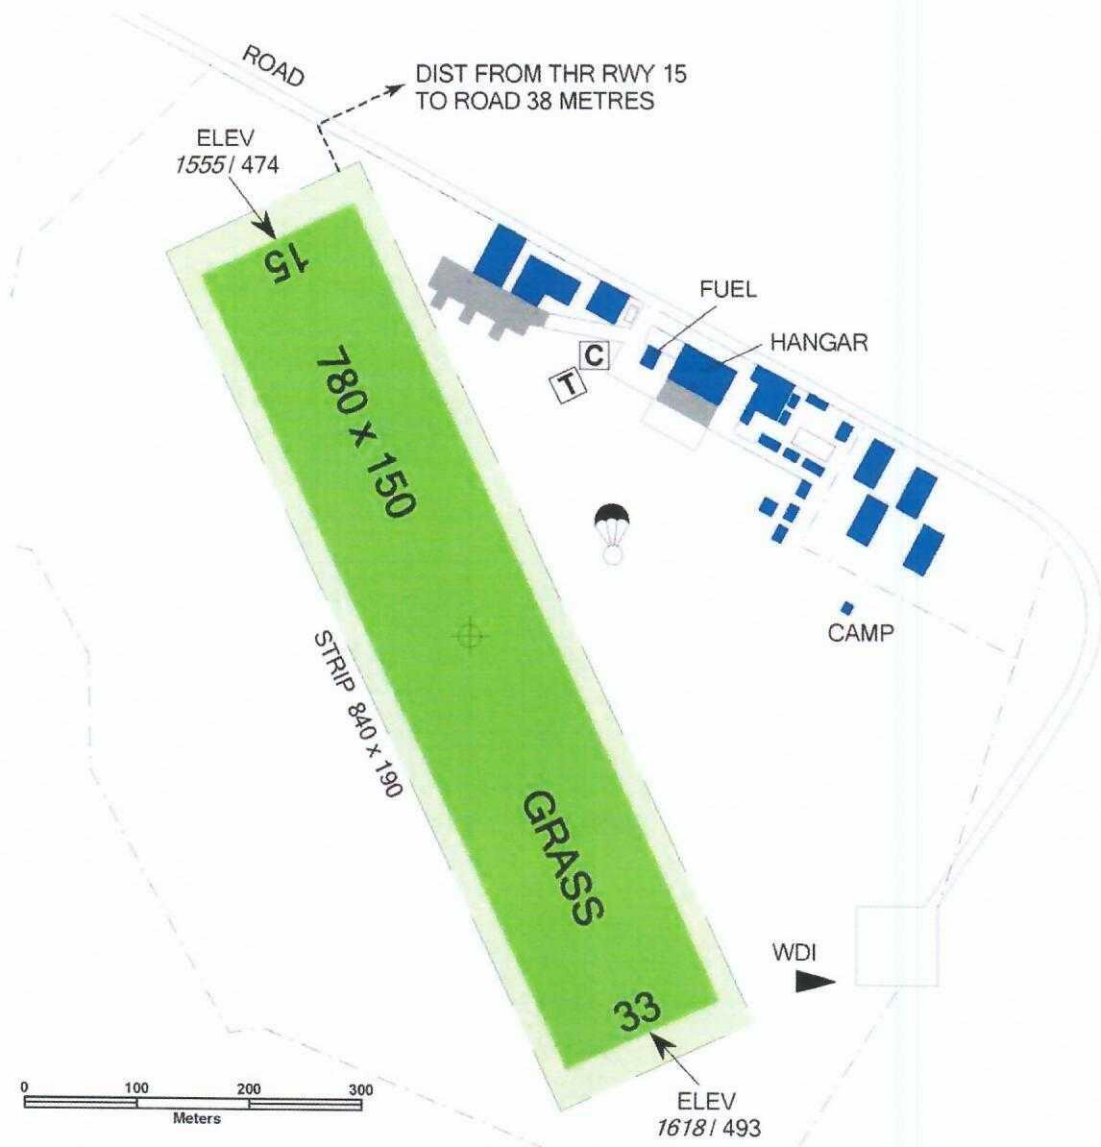 ROAD
DIST FROM THR RWY 15
TO ROAD 38 METRES
ELEV
1555 / 474
15
FUEL
HANGAR
C
T
780 x 150
CAMP
STRIP 840 x 190
GRASS
WDI
33
ELEV
1618 / 493
0 100 200 300
Meters